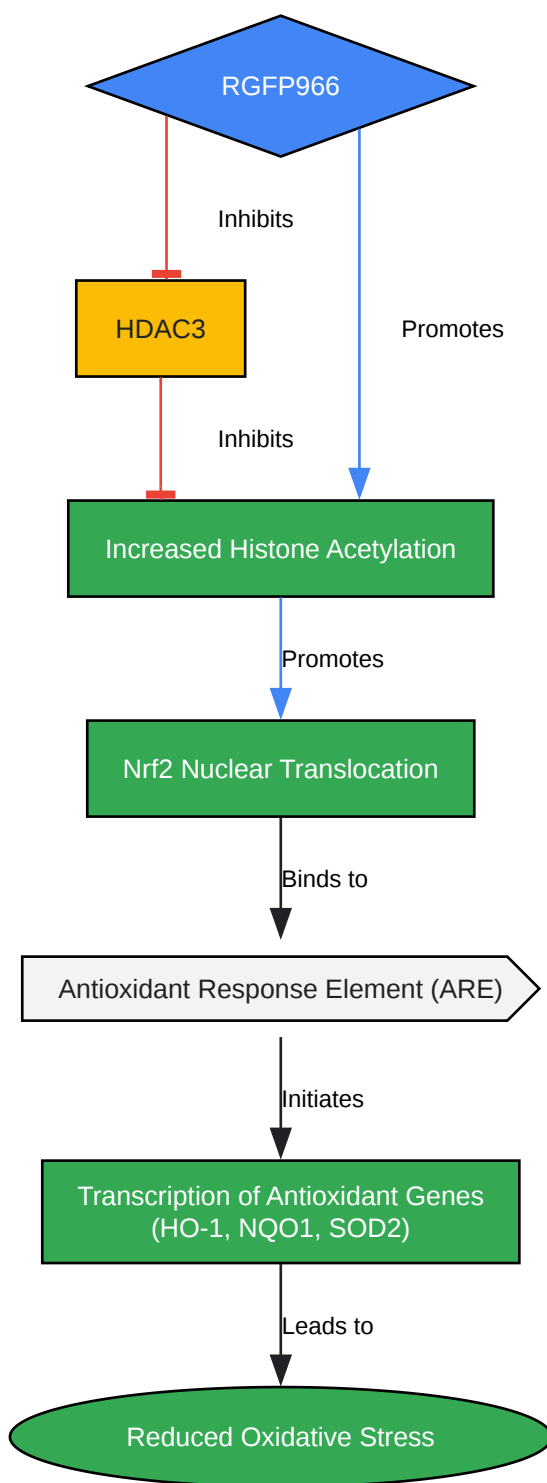 RGFP966
Inhibits
HDAC3
Promotes
Inhibits
Increased Histone Acetylation
Promotes
Nrf2 Nuclear Translocation
Binds to
Antioxidant Response Element (ARE)
Initiates
Transcription of Antioxidant Genes
(HO-1, NQO1, SOD2)
Leads to
Reduced Oxidative Stress